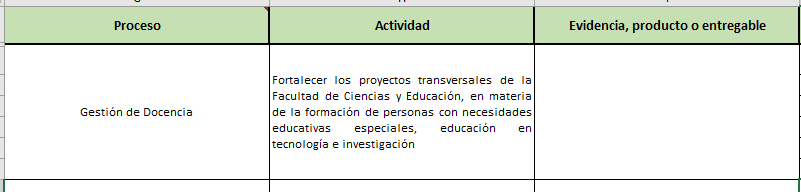 Proceso
Actividad
Evidencia, producto o entregable
Gestión de Docencia
Fortalecer los proyectos transversales de la
Facultad de Ciencias y Educación, en materia
de la formación de personas con necesidades
educativas especiales, educación en
tecnología e investigación